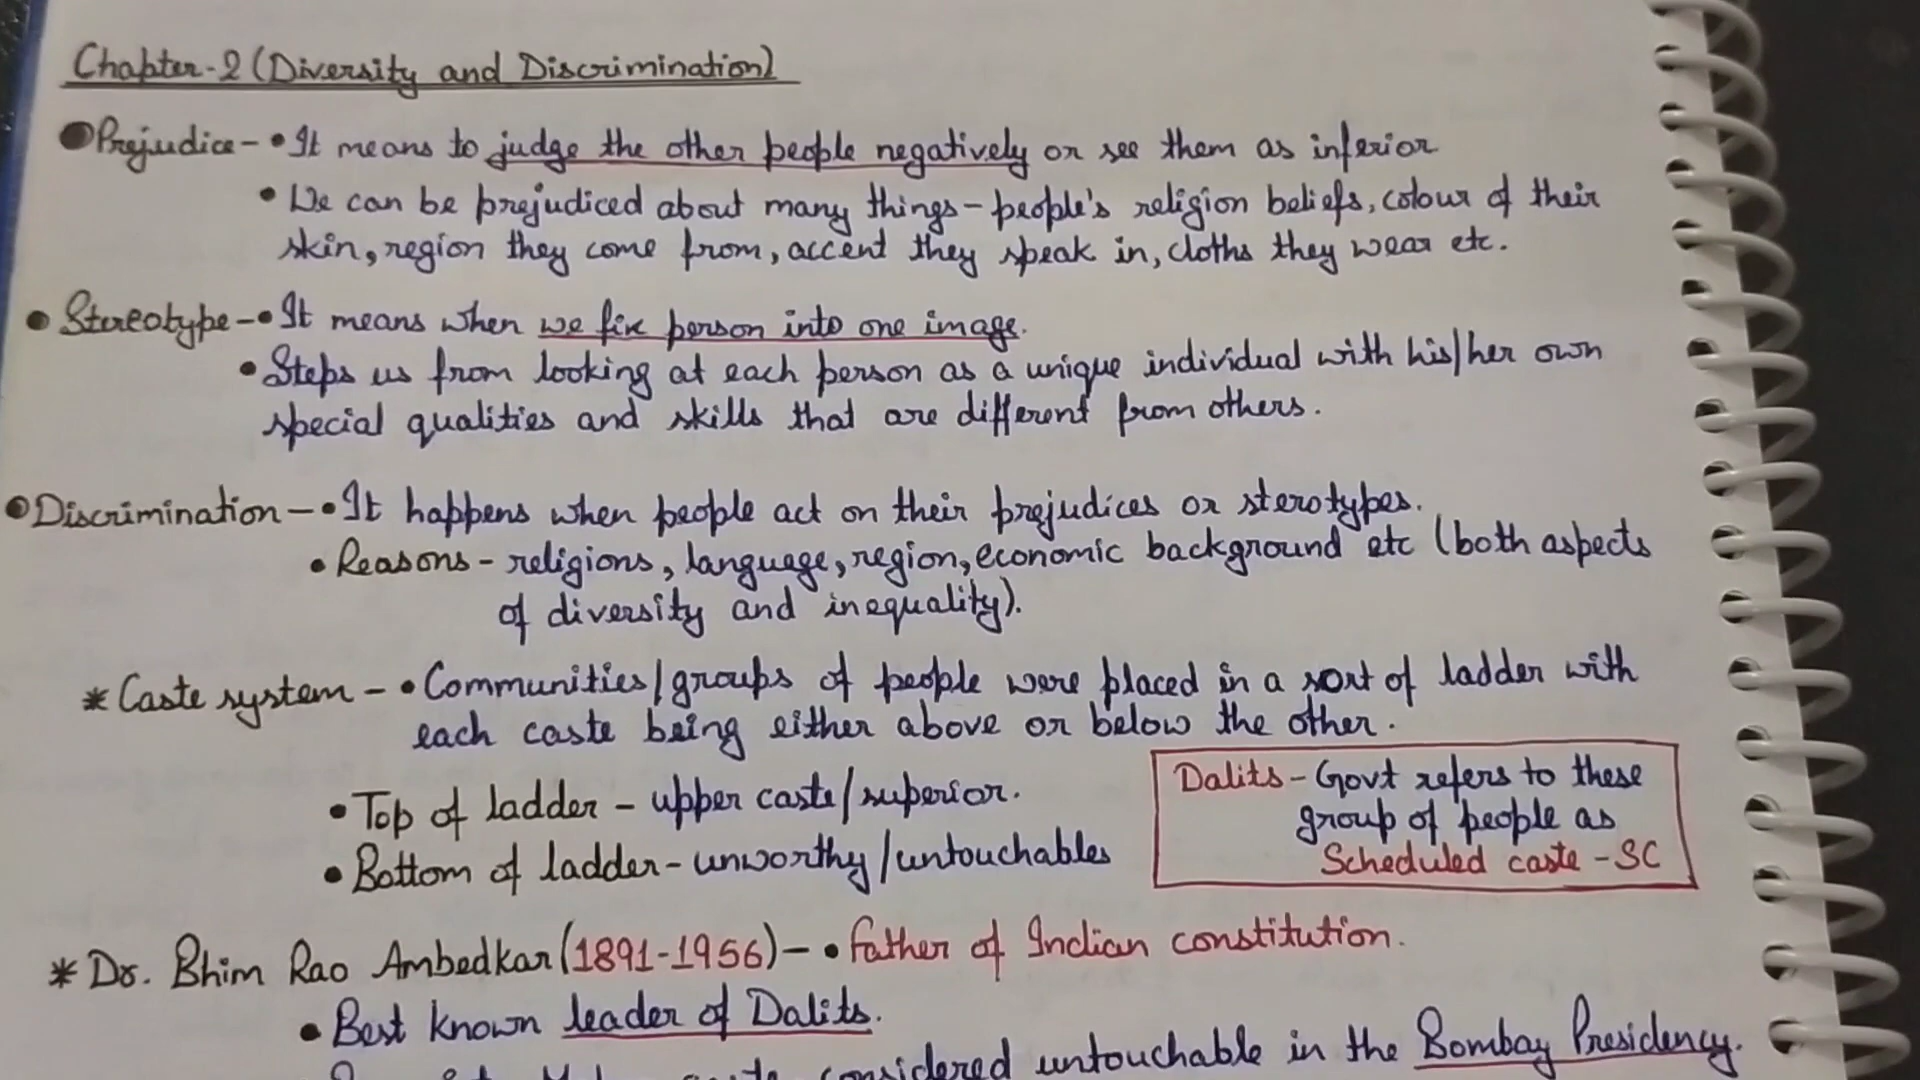 Chapter-2 (Diversity and Discrimination)
Prejudice - • It means to judge the other people negatively or see them as inferior
• We can be prejudiced about many things - people's religion beliefs, colour of their
skin, region they come from, accent they speak in, cloths they wear etc.
• Stereotype - • It means when we fix person into one image.
• Stops us from looking at each person as a unique individual with his/her own
special qualities and skills that are different from others.
• Discrimination - • It happens when people act on their prejudices or sterotypes.
• Reasons - religions, language, region, economic background etc (both aspects
of diversity and inequality).
* Caste system - • Communities/groups of people were placed in a sort of ladder with
each caste being either above or below the other.
• Top of ladder - upper caste/superior.
• Bottom of ladder - unworthy/untouchables
Dalits - Govt refers to these
group of people as
Scheduled caste - SC
* Dr. Bhim Rao Ambedkar (1891-1956) - • Father of Indian constitution.
• Best known leader of Dalits.
considered untouchable in the Bombay Presidency.